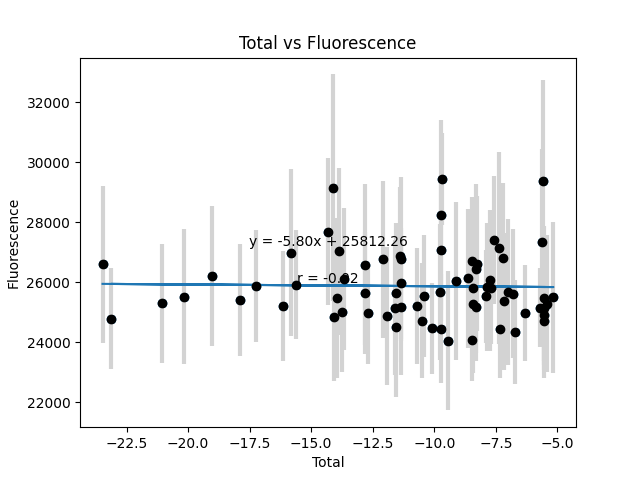 Total vs Fluorescence
Fluorescence
32000
30000
28000
26000
24000
22000
y = -5.80x + 25812.26
r = -0.02
−22.5 −20.0 −17.5 −15.0 −12.5 −10.0 −7.5 −5.0
Total